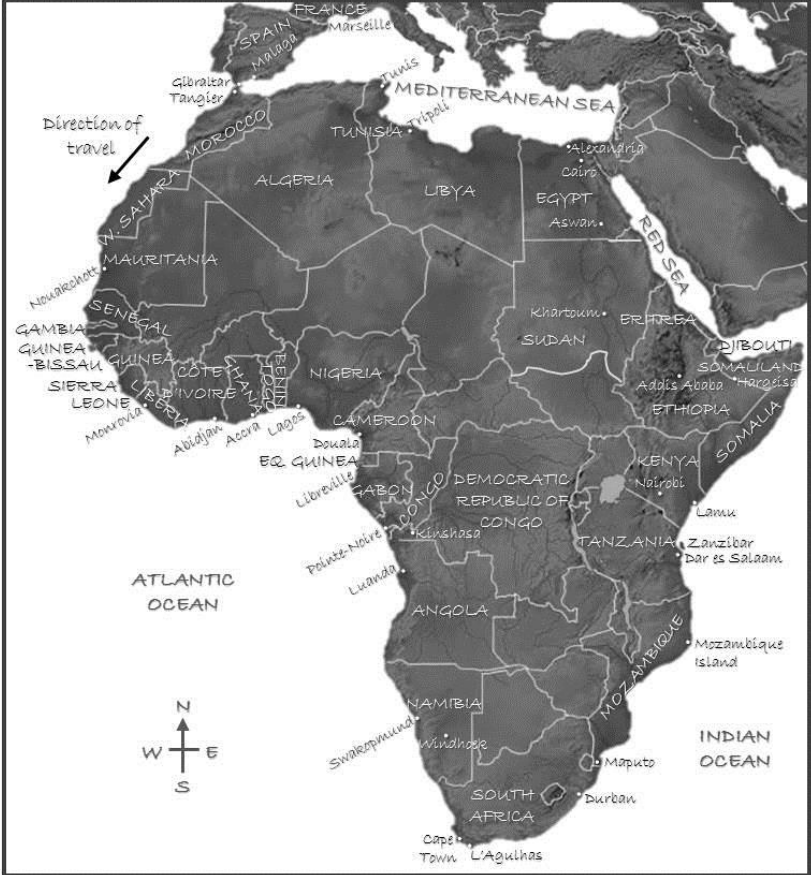 FRANCE
Marseille
SPAIN
Malaga
Gibraltar
Tangier
Tunis
MEDITERRANEAN SEA
Direction of
travel
MOROCCO
TUNISIA
Tripoli
Alexandria
Cairo
ALGERIA
LIBYA
EGYPT
Aswan
W. SAHARA
RED SEA
MAURITANIA
Nouakchott
SENEGAL
GAMBIA
GUINEA
-BISSAU
GUINEA
SIERRA
LEONE
LIBERIA
Monrovia
CÔTE
D'IVOIRE
Abidjan
GHANA
Accra
TOGO
BENIN
Lagos
NIGERIA
Khartoum
SUDAN
ERITREA
DJIBOUTI
SOMALILAND
Hargeisa
Addis Ababa
ETHIOPIA
SOMALIA
CAMEROON
Douala
EQ. GUINEA
Libreville
GABON
CONGO
DEMOCRATIC
REPUBLIC OF
CONGO
KENYA
Nairobi
Lamu
Pointe-Noire
Kinshasa
TANZANIA
Zanzibar
Dar es Salaam
Luanda
ATLANTIC
OCEAN
ANGOLA
Mozambique
Island
MOZAMBIQUE
NAMIBIA
Swakopmund
Windhoek
N
W
E
S
INDIAN
OCEAN
Maputo
SOUTH
AFRICA
Durban
Cape
Town
L'Agulhas